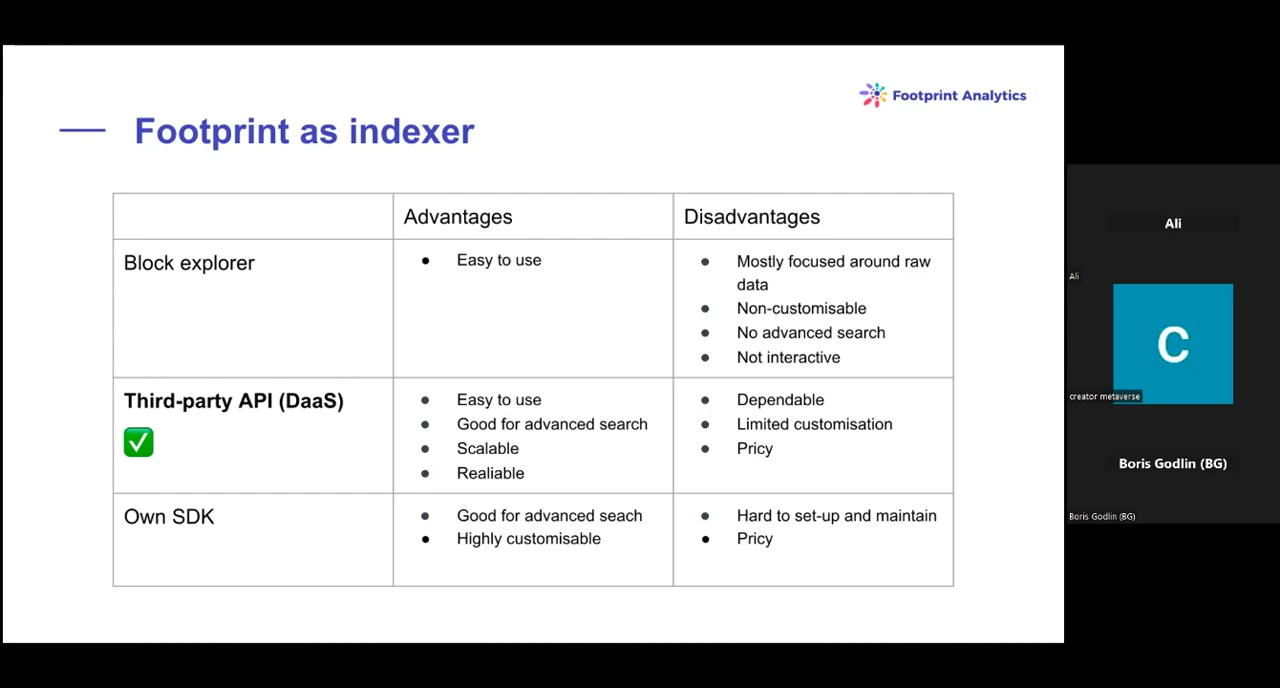 Footprint Analytics
Footprint as indexer
Advantages
Disadvantages
Block explorer
Easy to use
Mostly focused around raw
data
Non-customisable
No advanced search
Not interactive
Third-party API (DaaS)
Easy to use
Good for advanced search
Scalable
Realiable
Dependable
Limited customisation
Pricy
Own SDK
Good for advanced seach
Highly customisable
Hard to set-up and maintain
Pricy
Ali
Ali
C
creator metaverse
Boris Godlin (BG)
Boris Godlin (BG)